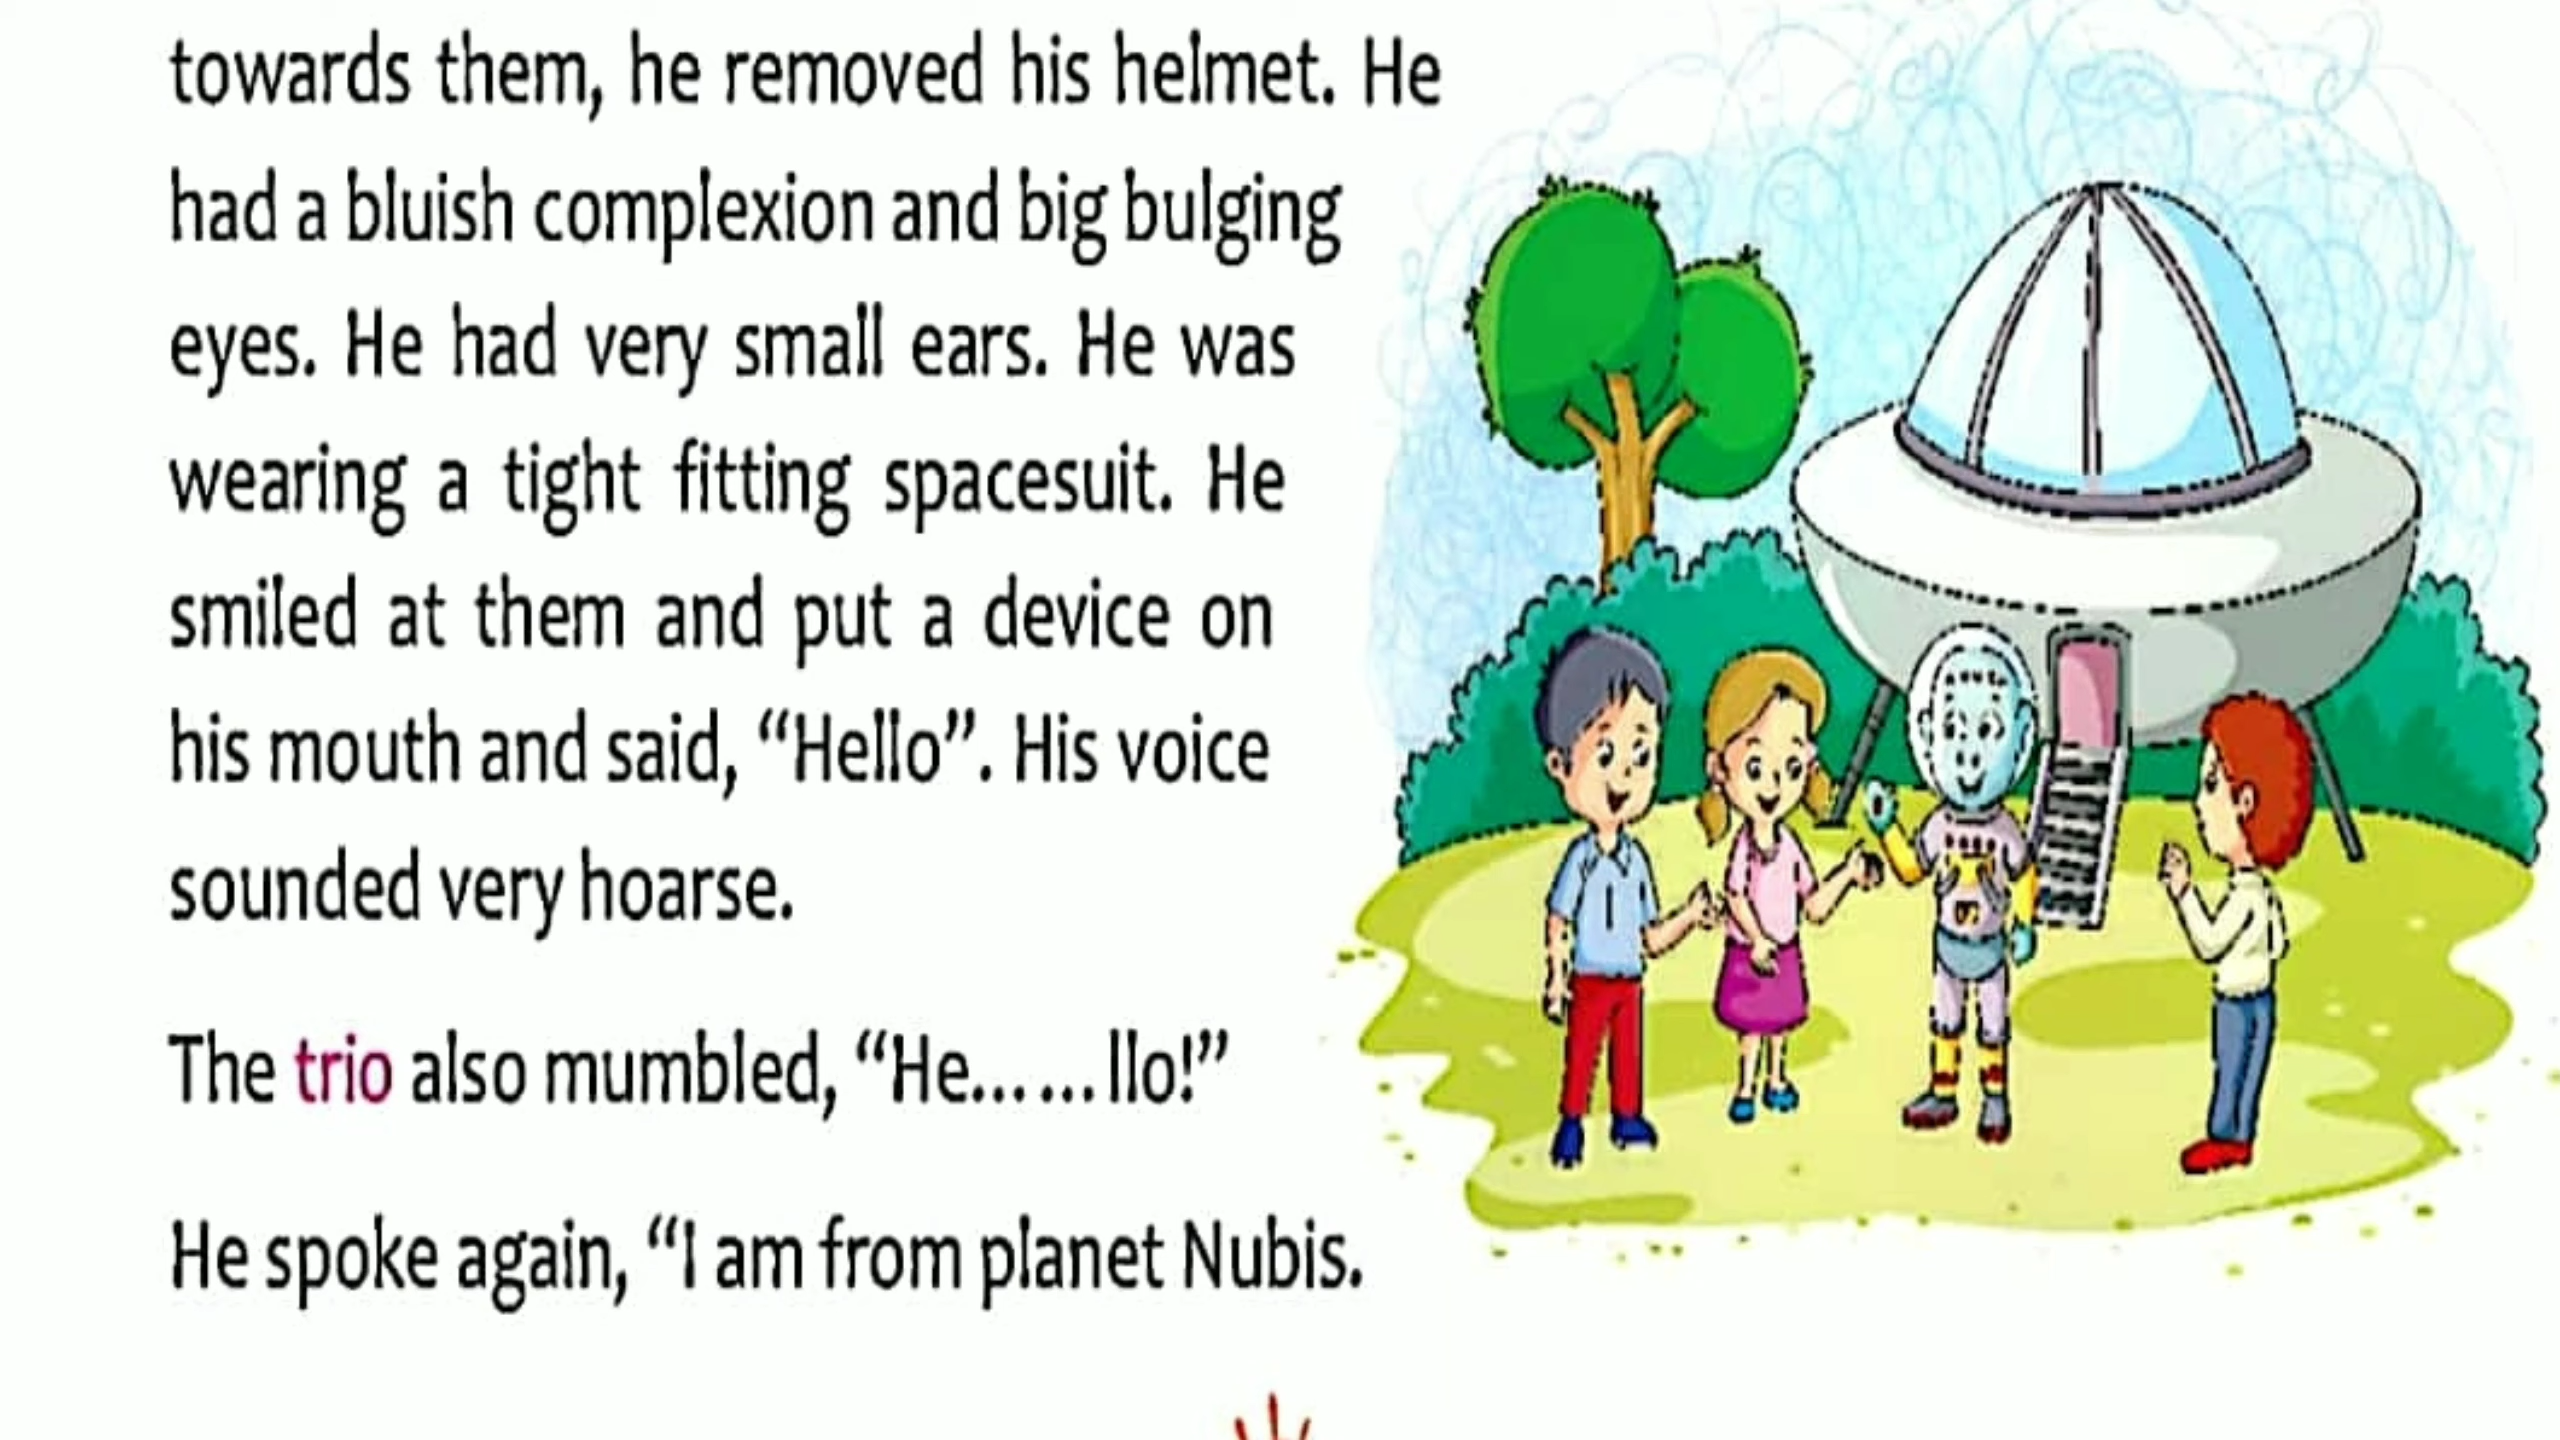 towards them, he removed his helmet. He
had a bluish complexion and big bulging
eyes. He had very small ears. He was
wearing a tight fitting spacesuit. He
smiled at them and put a device on
his mouth and said, “Hello”. His voice
sounded very hoarse.
The trio also mumbled, “He...... llo!”
He spoke again, “I am from planet Nubis.